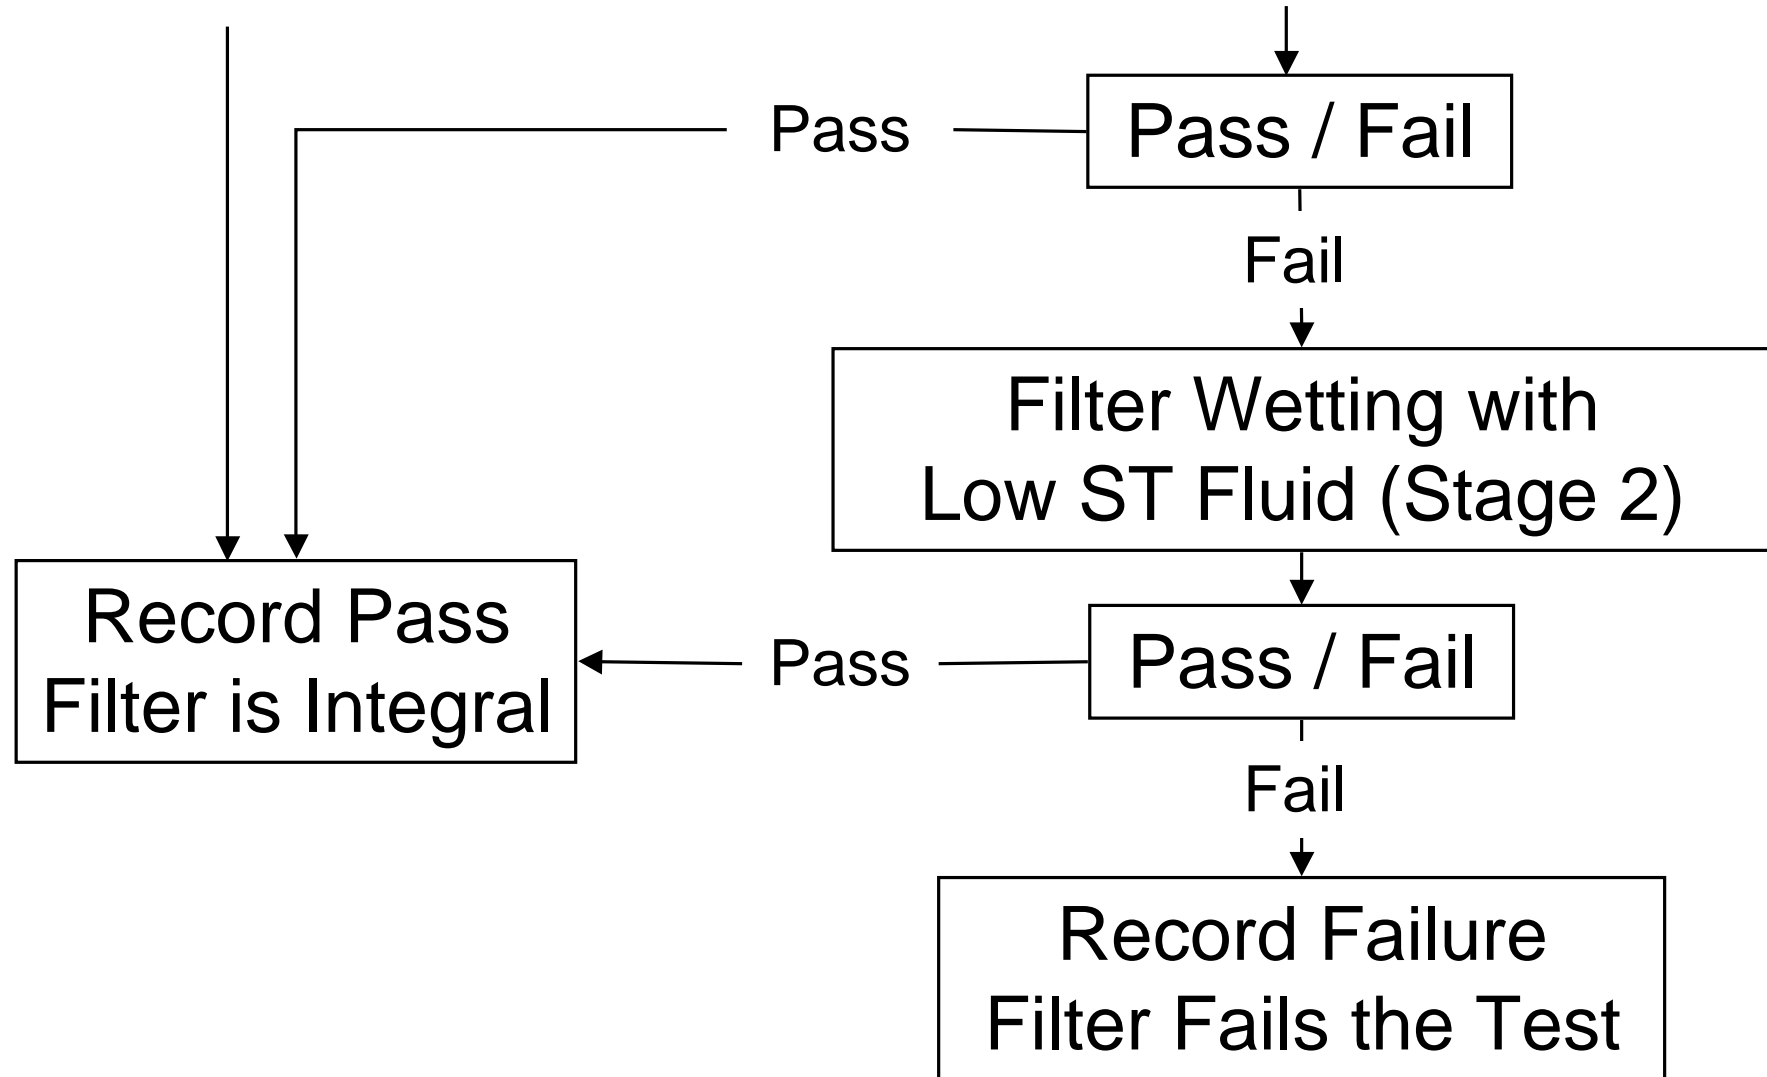 Pass / Fail
Pass
Fail
Filter Wetting with
Low ST Fluid (Stage 2)
Record Pass
Filter is Integral
Pass
Pass / Fail
Fail
Record Failure
Filter Fails the Test